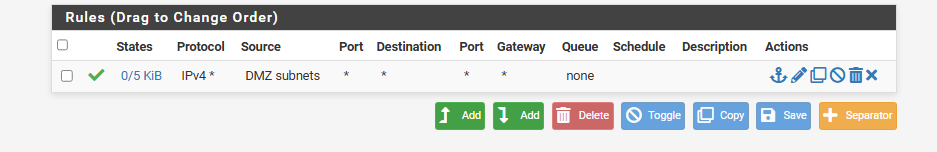 Rules (Drag to Change Order)
States Protocol Source Port Destination Port Gateway Queue Schedule Description Actions
0/5 KiB IPv4 * DMZ subnets * * * * none
Add Add Delete Toggle Copy Save Separator